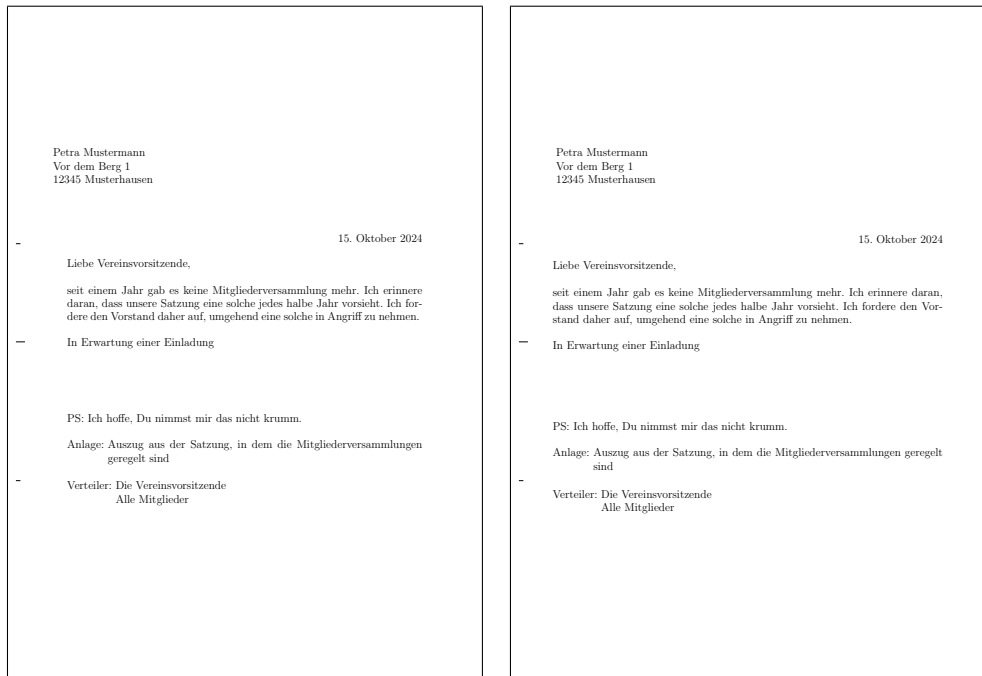 Petra Mustermann
Vor dem Berg 1
12345 Musterhausen
15. Oktober 2024
Liebe Vereinsvorsitzende,
seit einem Jahr gab es keine Mitgliederversammlung mehr. Ich erinnere
daran, dass unsere Satzung eine solche jedes halbe Jahr vorsieht. Ich for-
dere den Vorstand daher auf, umgehend eine solche in Angriff zu nehmen.
In Erwartung einer Einladung
PS: Ich hoffe, Du nimmst mir das nicht krumm.
Anlage: Auszug aus der Satzung, in dem die Mitgliederversammlungen
geregelt sind
Verteiler: Die Vereinsvorsitzende
Alle Mitglieder
Petra Mustermann
Vor dem Berg 1
12345 Musterhausen
15. Oktober 2024
Liebe Vereinsvorsitzende,
seit einem Jahr gab es keine Mitgliederversammlung mehr. Ich erinnere daran,
dass unsere Satzung eine solche jedes halbe Jahr vorsieht. Ich fordere den Vor-
stand daher auf, umgehend eine solche in Angriff zu nehmen.
In Erwartung einer Einladung
PS: Ich hoffe, Du nimmst mir das nicht krumm.
Anlage: Auszug aus der Satzung, in dem die Mitgliederversammlungen geregelt
sind
Verteiler: Die Vereinsvorsitzende
Alle Mitglieder